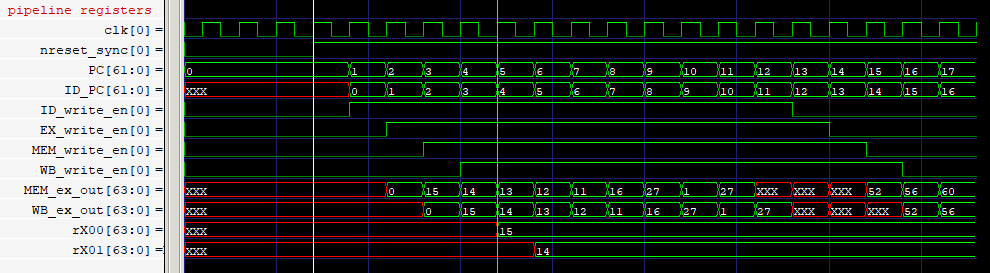 pipeline registers
clk[0] =
nreset_sync[0] =
PC[61:0] = 0 1 2 3 4 5 6 7 8 9 10 11 12 13 14 15 16 17
ID_PC[61:0] = XXX 0 1 2 3 4 5 6 7 8 9 10 11 12 13 14 15 16
ID_write_en[0] =
EX_write_en[0] =
MEM_write_en[0] =
WB_write_en[0] =
MEM_ex_out[63:0] = XXX 0 15 14 13 12 11 16 27 1 27 XXX XXX XXX 52 56 60
WB_ex_out[63:0] = XXX 0 15 14 13 12 11 16 27 1 27 XXX XXX XXX 52 56
rX00[63:0] = XXX 15
rX01[63:0] = XXX 14